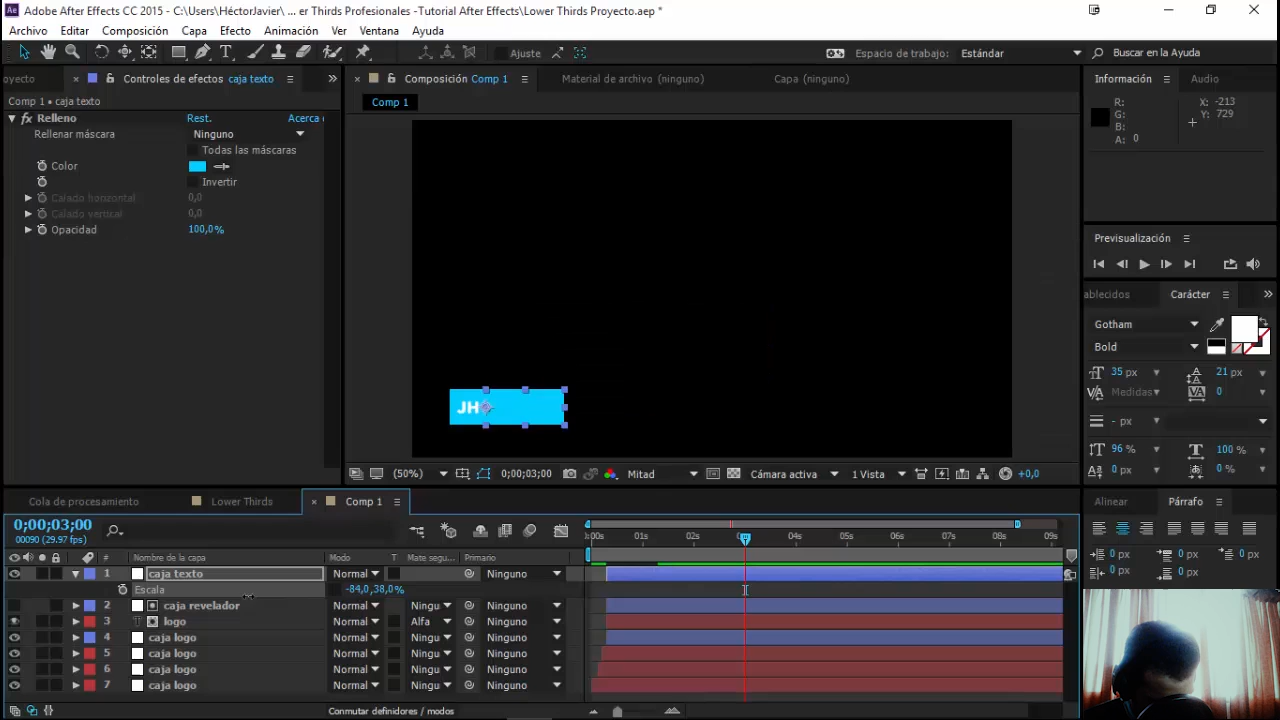 Adobe After Effects CC 2015 - C:\Users\HéctorJavier\ ... er Thirds Profesionales -Tutorial After Effects\Lower Thirds Proyecto.aep *
Archivo Editar Composición Capa Efecto Animación Ver Ventana Ayuda
Ajuste Espacio de trabajo: Estándar Buscar en la Ayuda
oyecto Controles de efectos caja texto
Composición Comp 1 Material de archivo (ninguno) Capa (ninguno)
Información Audio
Comp 1 • caja texto
Comp 1
Relleno Rest. Acerca
Rellenar máscara Ninguno
Todas las máscaras
Color
Invertir
Calado horizontal 0,0
Calado vertical 0,0
Opacidad 100,0%
R:
G:
B:
A: 0
X: -213
Y: 729
Previsualización
ablecidos Carácter
Gotham
Bold
35 px 21 px
Medidas 0
- px
96 % 100 %
0 px 0 %
JH
(50%) 0;00;03;00 Mitad Cámara activa 1 Vista +0,0
Cola de procesamiento Lower Thirds Comp 1
Alinear Párrafo
0 px 0 px 0 px
0 px 0 px
0;00;03;00
00090 (29.97 fps)
:00s 01s 02s 04s 05s 06s 07s 08s 09s
# Nombre de la capa Modo T Mate segu... Primario
1 caja texto Normal Ninguno
Escala -84,0,38,0%
2 caja revelador Normal Ningu Ninguno
3 T logo Normal Alfa Ninguno
4 caja logo Normal Ningu Ninguno
5 caja logo Normal Ningu Ninguno
6 caja logo Normal Ningu Ninguno
7 caja logo Normal Ningu Ninguno
Conmutar definidores / modos